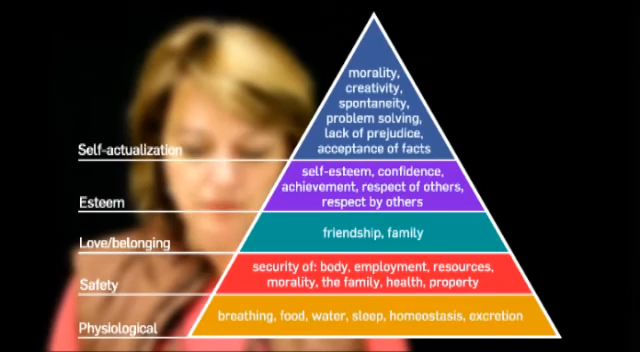 morality,
creativity,
spontaneity,
problem solving,
lack of prejudice,
acceptance of facts
Self-actualization
self-esteem, confidence,
achievement, respect of others,
respect by others
Esteem
friendship, family
Love/belonging
security of: body, employment, resources,
morality, the family, health, property
Safety
breathing, food, water, sleep, homeostasis, excretion
Physiological